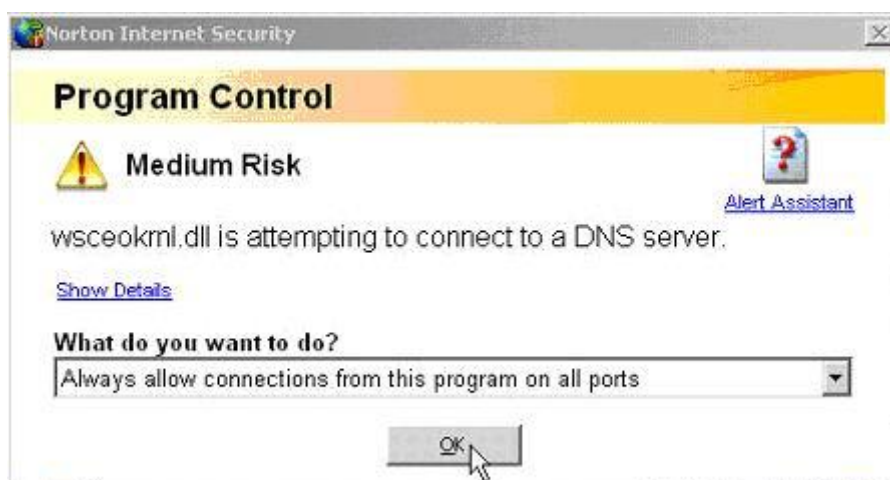 Norton Internet Security
Program Control
Medium Risk
Alert Assistant
wsceokrnl.dll is attempting to connect to a DNS server.
Show Details
What do you want to do?
Always allow connections from this program on all ports
OK